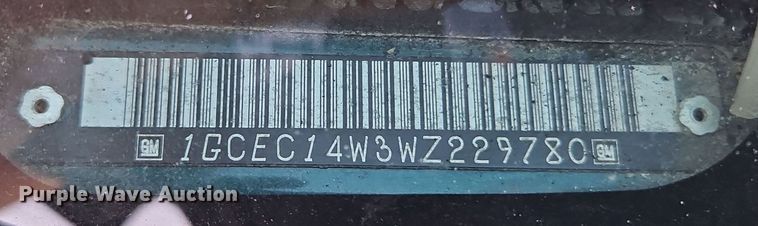 GM 1GCEC14W3WZ229780 GM
Purple Wave Auction